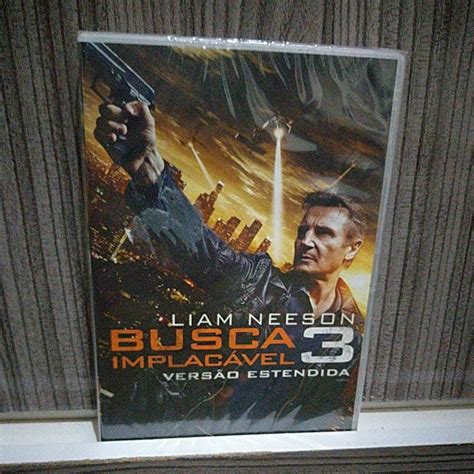 LIAM NEESON
BUSCA
IMPLACÁVEL 3
VERSÃO ESTENDIDA